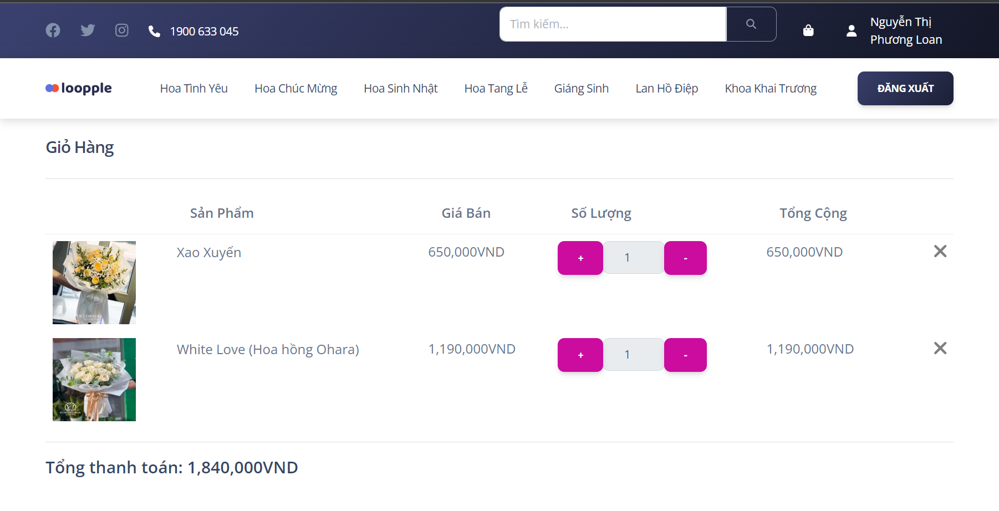 1900 633 045
Tìm kiếm...
Nguyễn Thị
Phương Loan
loopple
Hoa Tình Yêu
Hoa Chúc Mừng
Hoa Sinh Nhật
Hoa Tang Lễ
Giáng Sinh
Lan Hồ Điệp
Khoa Khai Trương
ĐĂNG XUẤT
Giỏ Hàng
Sản Phẩm
Giá Bán
Số Lượng
Tổng Cộng
Xao Xuyến
650,000VND
+
1
-
650,000VND
White Love (Hoa hồng Ohara)
1,190,000VND
+
1
-
1,190,000VND
FLOWER CORNER
Tổng thanh toán: 1,840,000VND